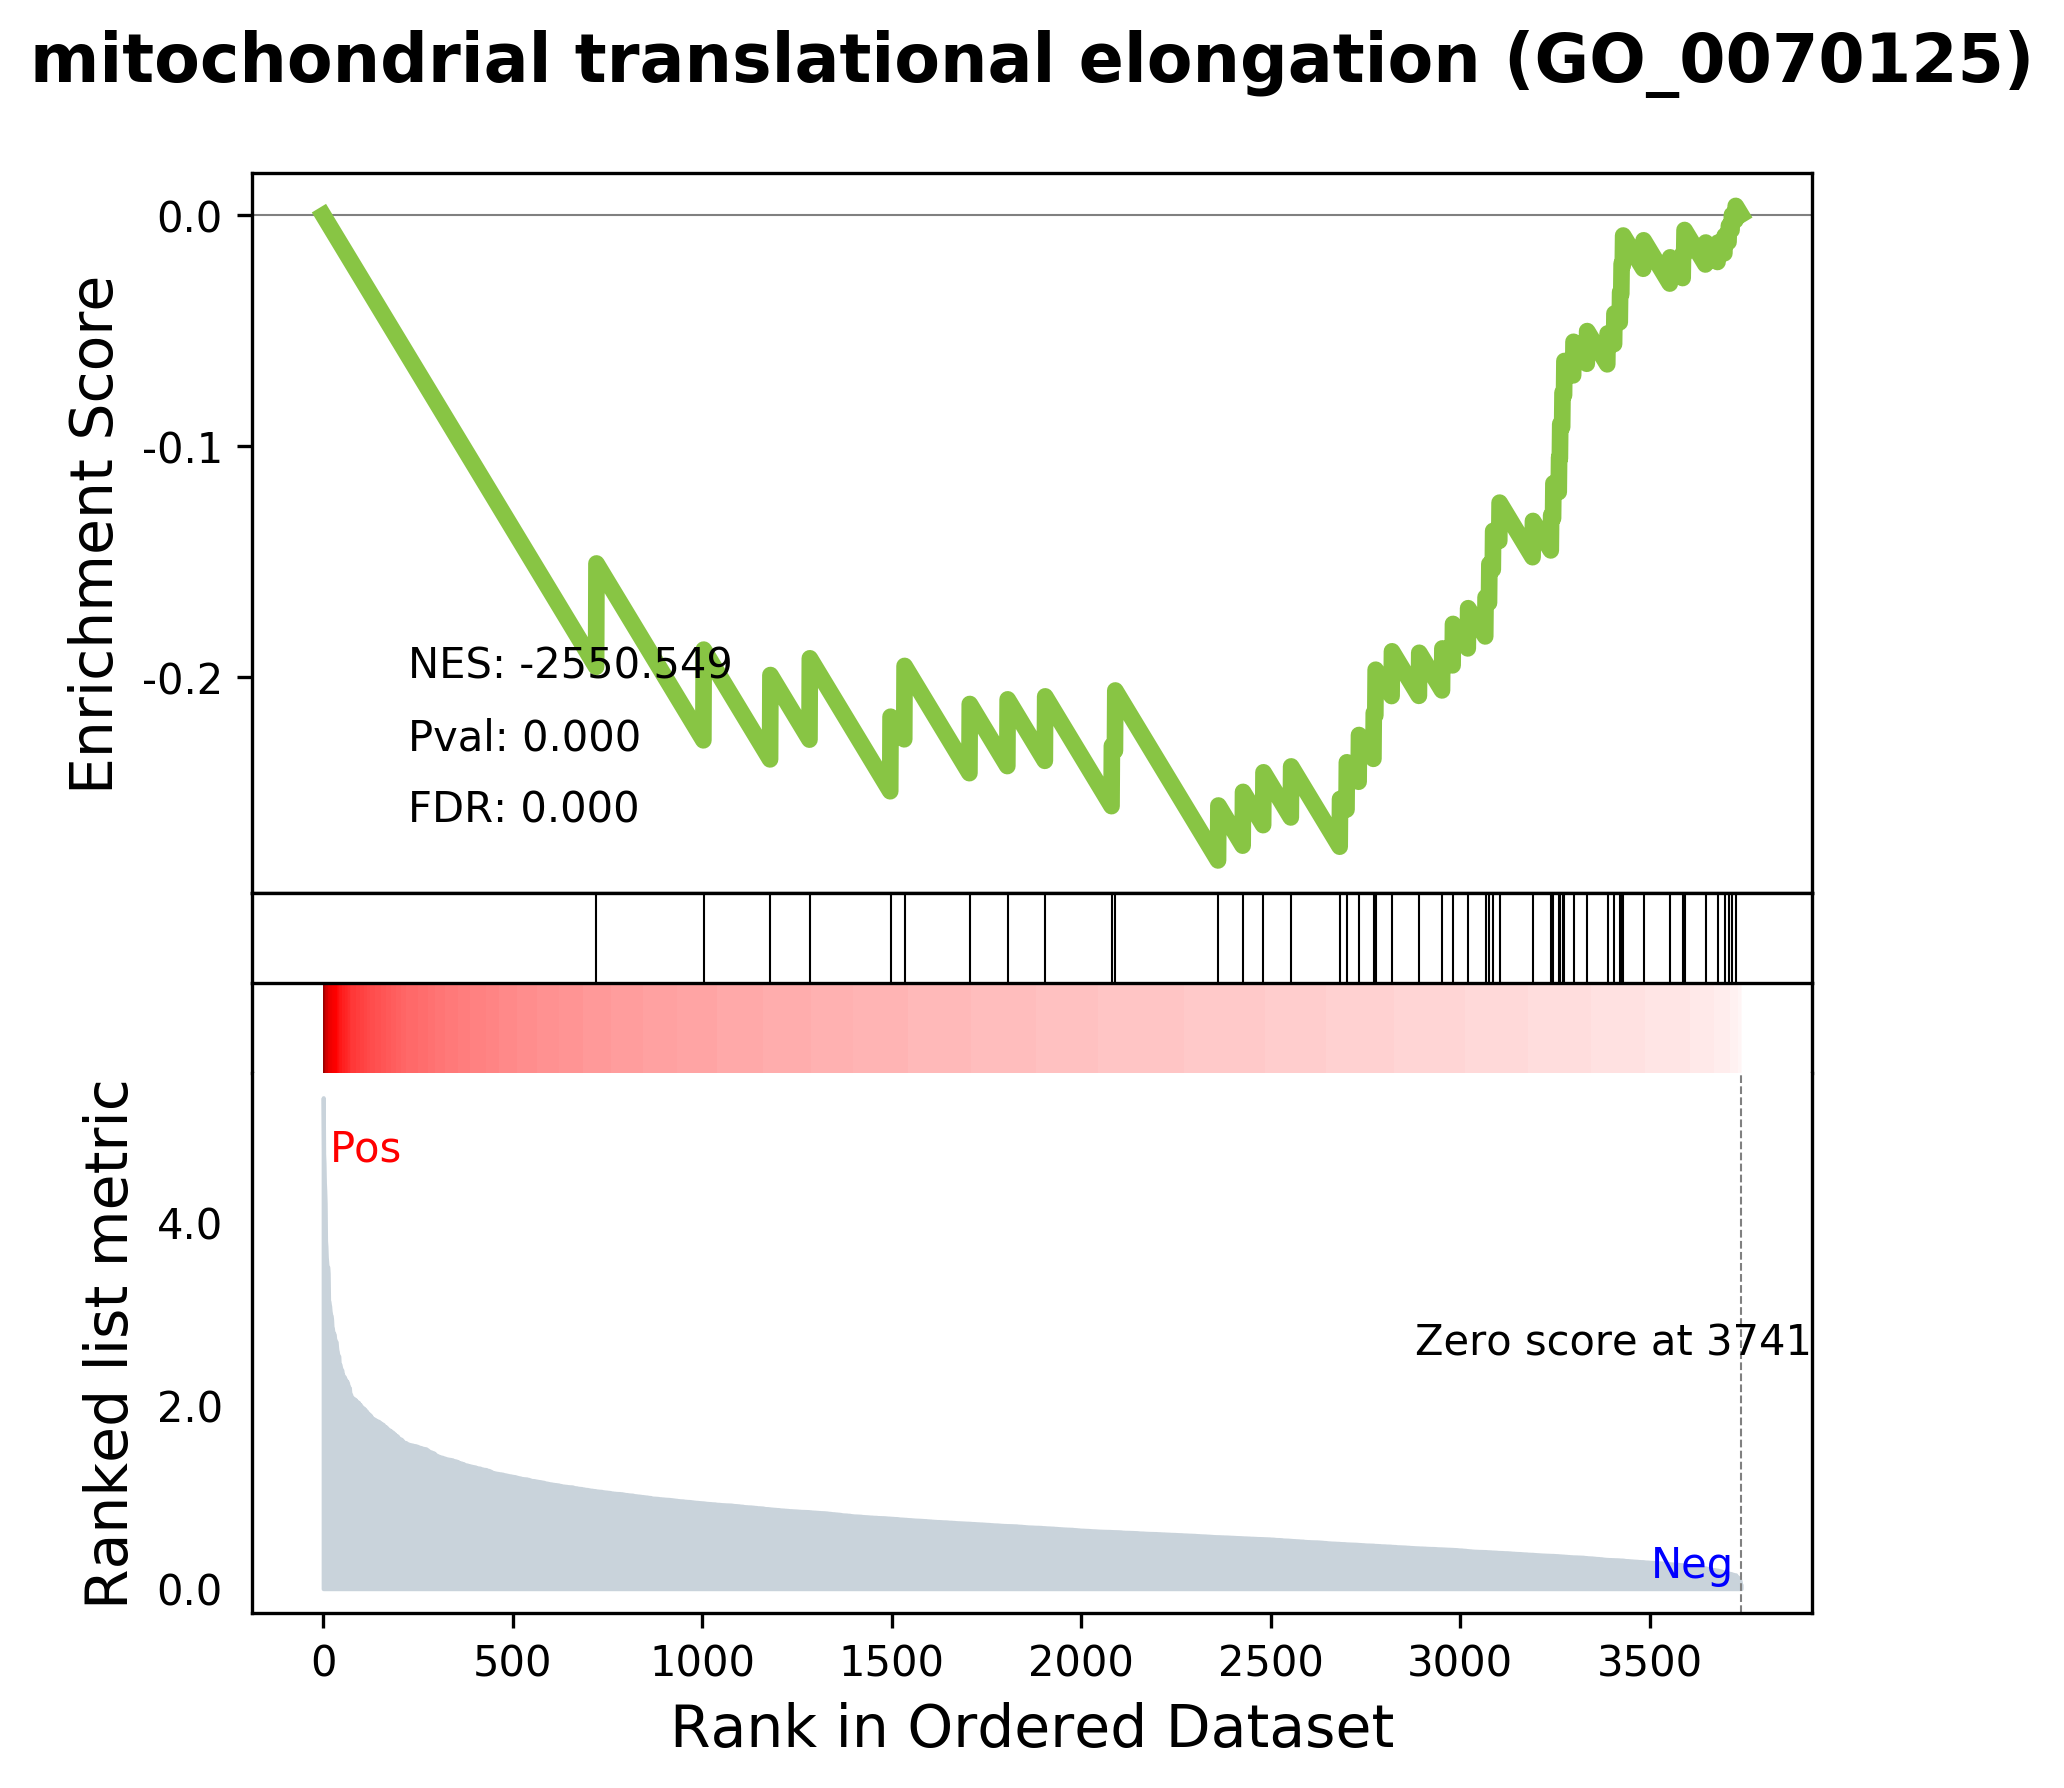 mitochondrial translational elongation (GO_0070125)
Enrichment Score
0.0
-0.1
-0.2
NES: -2550.549
Pval: 0.000
FDR: 0.000
Ranked list metric
Pos
4.0
2.0
0.0
Zero score at 3741
Neg
0 500 1000 1500 2000 2500 3000 3500
Rank in Ordered Dataset